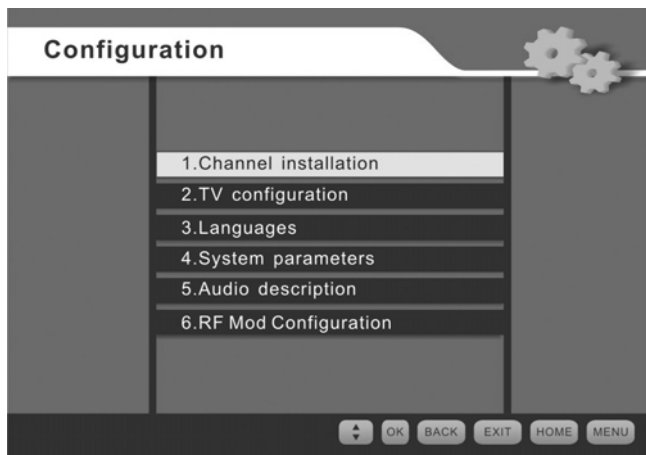 Configuration
1.Channel installation
2.TV configuration
3.Languages
4.System parameters
5.Audio description
6.RF Mod Configuration
OK BACK EXIT HOME MENU